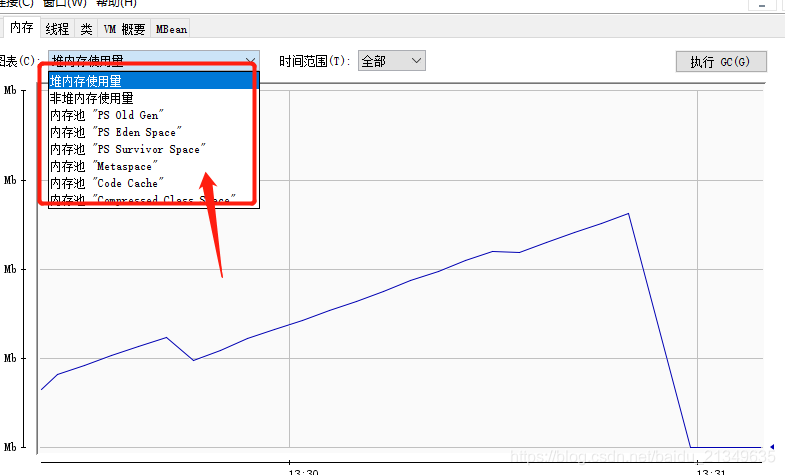 连接(C) 窗口(W) 帮助(H)
内存 线程 类 VM 概要 MBean
图表(C): 堆内存使用量 时间范围(T): 全部 执行 GC(G)
堆内存使用量
非堆内存使用量
内存池 "PS Old Gen"
内存池 "PS Eden Space"
内存池 "PS Survivor Space"
内存池 "Metaspace"
内存池 "Code Cache"
内存池 "Compressed Class Space"
Mb
Mb
Mb
Mb
Mb
13:30 13:31
https://blog.csdn.net/baidu_21349635